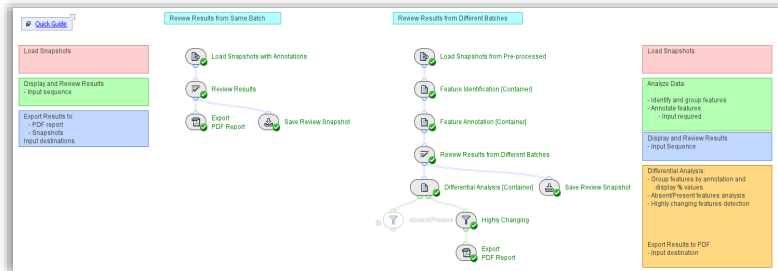 Quick Guide
Review Results from Same Batch
Review Results from Different Batches
Load Snapshots
Display and Review Results
- Input sequence
Export Results to:
- PDF report
- Snapshots
Input destinations
Load Snapshots with Annotations
Review Results
Export
PDF Report
Save Review Snapshot
Load Snapshots from Pre-processed
Feature Identification [Container]
Feature Annotation [Container]
Review Results from Different Batches
Differential Analysis [Container]
Save Review Snapshot
Absent/Present
Highly Changing
Export
PDF Report
Load Snapshots
Analyze Data:
- Identify and group features
- Annotate features
- Input required
Display and Review Results
- Input Sequence
Differential Analysis:
- Group features by annotation and
display % values
- Absent/Present features analysis
- Highly changing features detection
Export Results to PDF
- Input destination